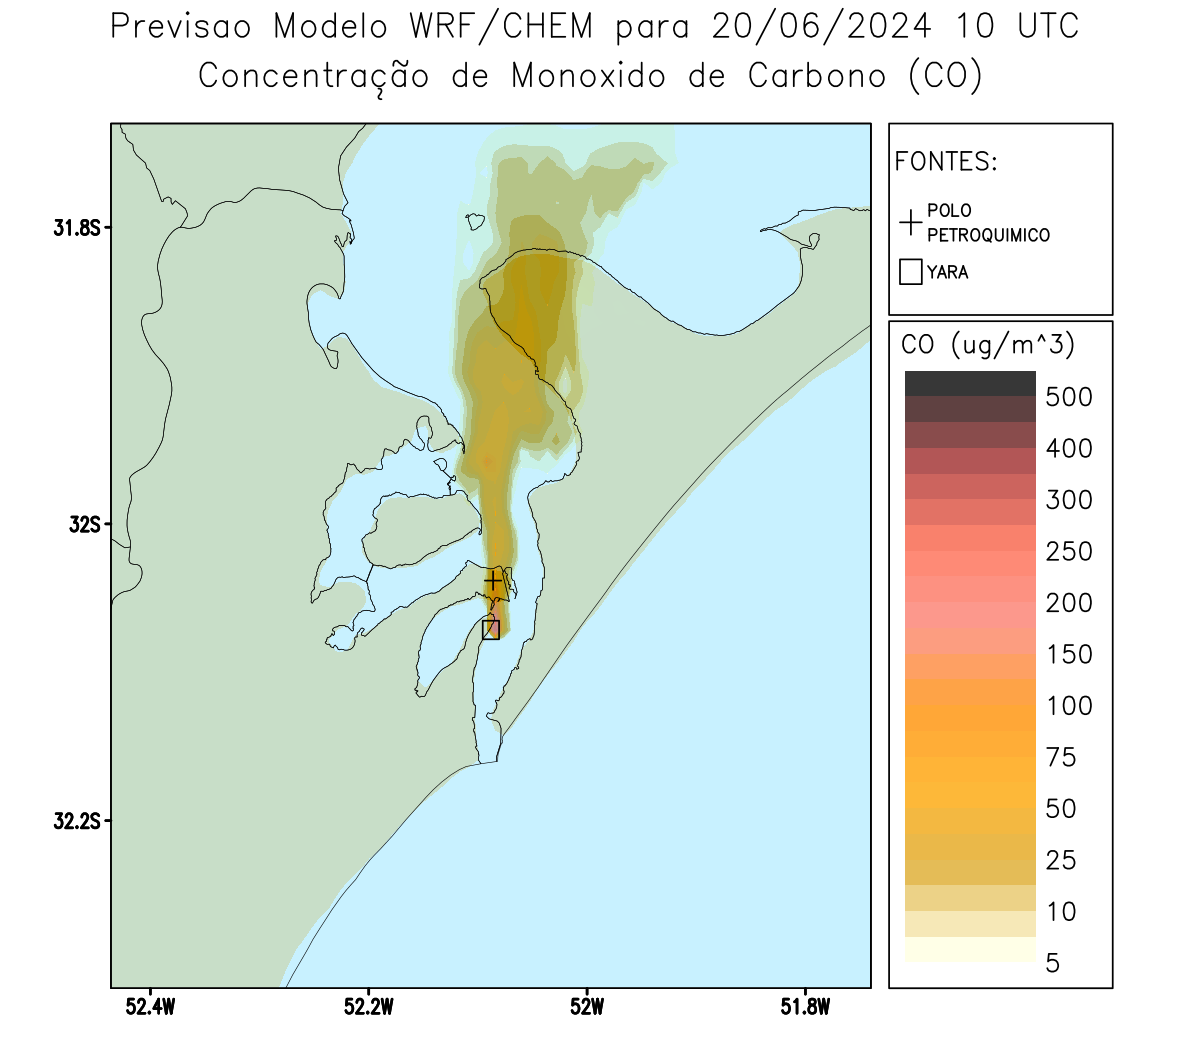 Previsao Modelo WRF/CHEM para 20/06/2024 10 UTC
Concentração de Monoxido de Carbono (CO)
FONTES:
POLO
PETROQUIMICO
YARA
CO (ug/m^3)
500
400
300
250
200
150
100
75
50
25
10
5
31.8S
32S
32.2S
52.4W
52.2W
52W
51.8W